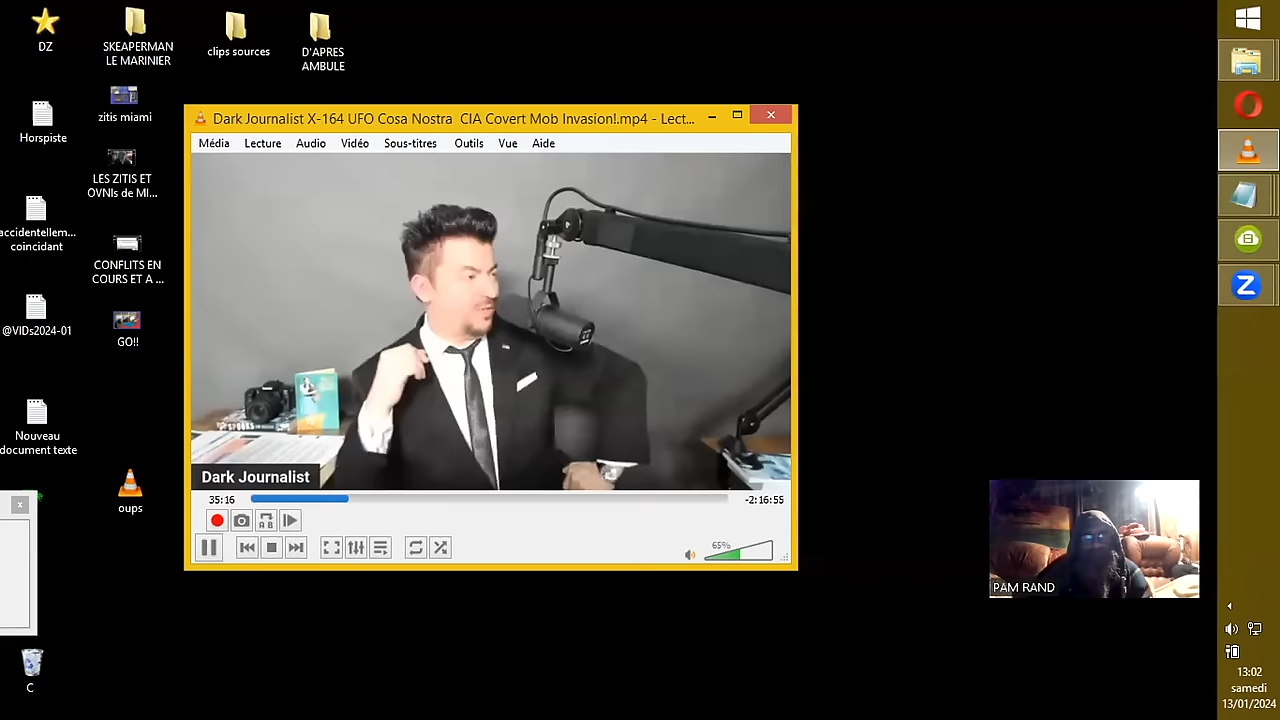 DZ
SKEAPERMAN
LE MARINIER
clips sources
D'APRES
AMBULE
Horspiste
zitis miami
LES ZITIS ET
OVNIs de MI...
accidentellem...
coincidant
CONFLITS EN
COURS ET A ...
@VIDs2024-01
GO!!
Nouveau
document texte
oups
x
C
Dark Journalist X-164 UFO Cosa Nostra CIA Covert Mob Invasion!.mp4 - Lect...
Média Lecture Audio Vidéo Sous-titres Outils Vue Aide
Dark Journalist
35:16
-2:16:55
A B
65%
PAM RAND
Z
13:02
samedi
13/01/2024